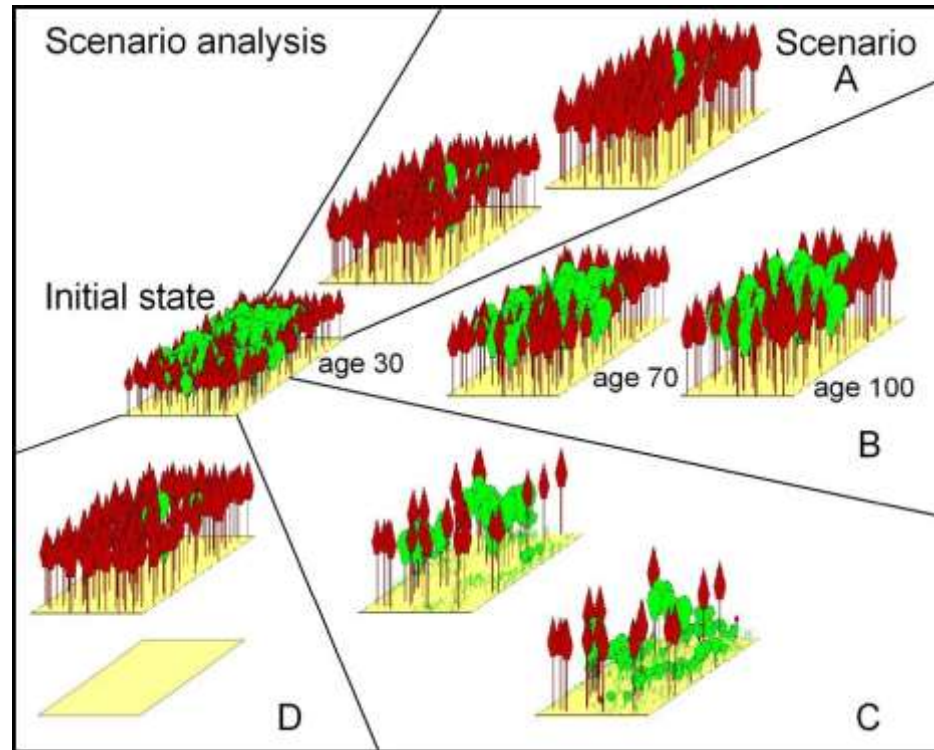 Scenario analysis
Scenario
A
Initial state
age 30
age 70
age 100
B
D
C